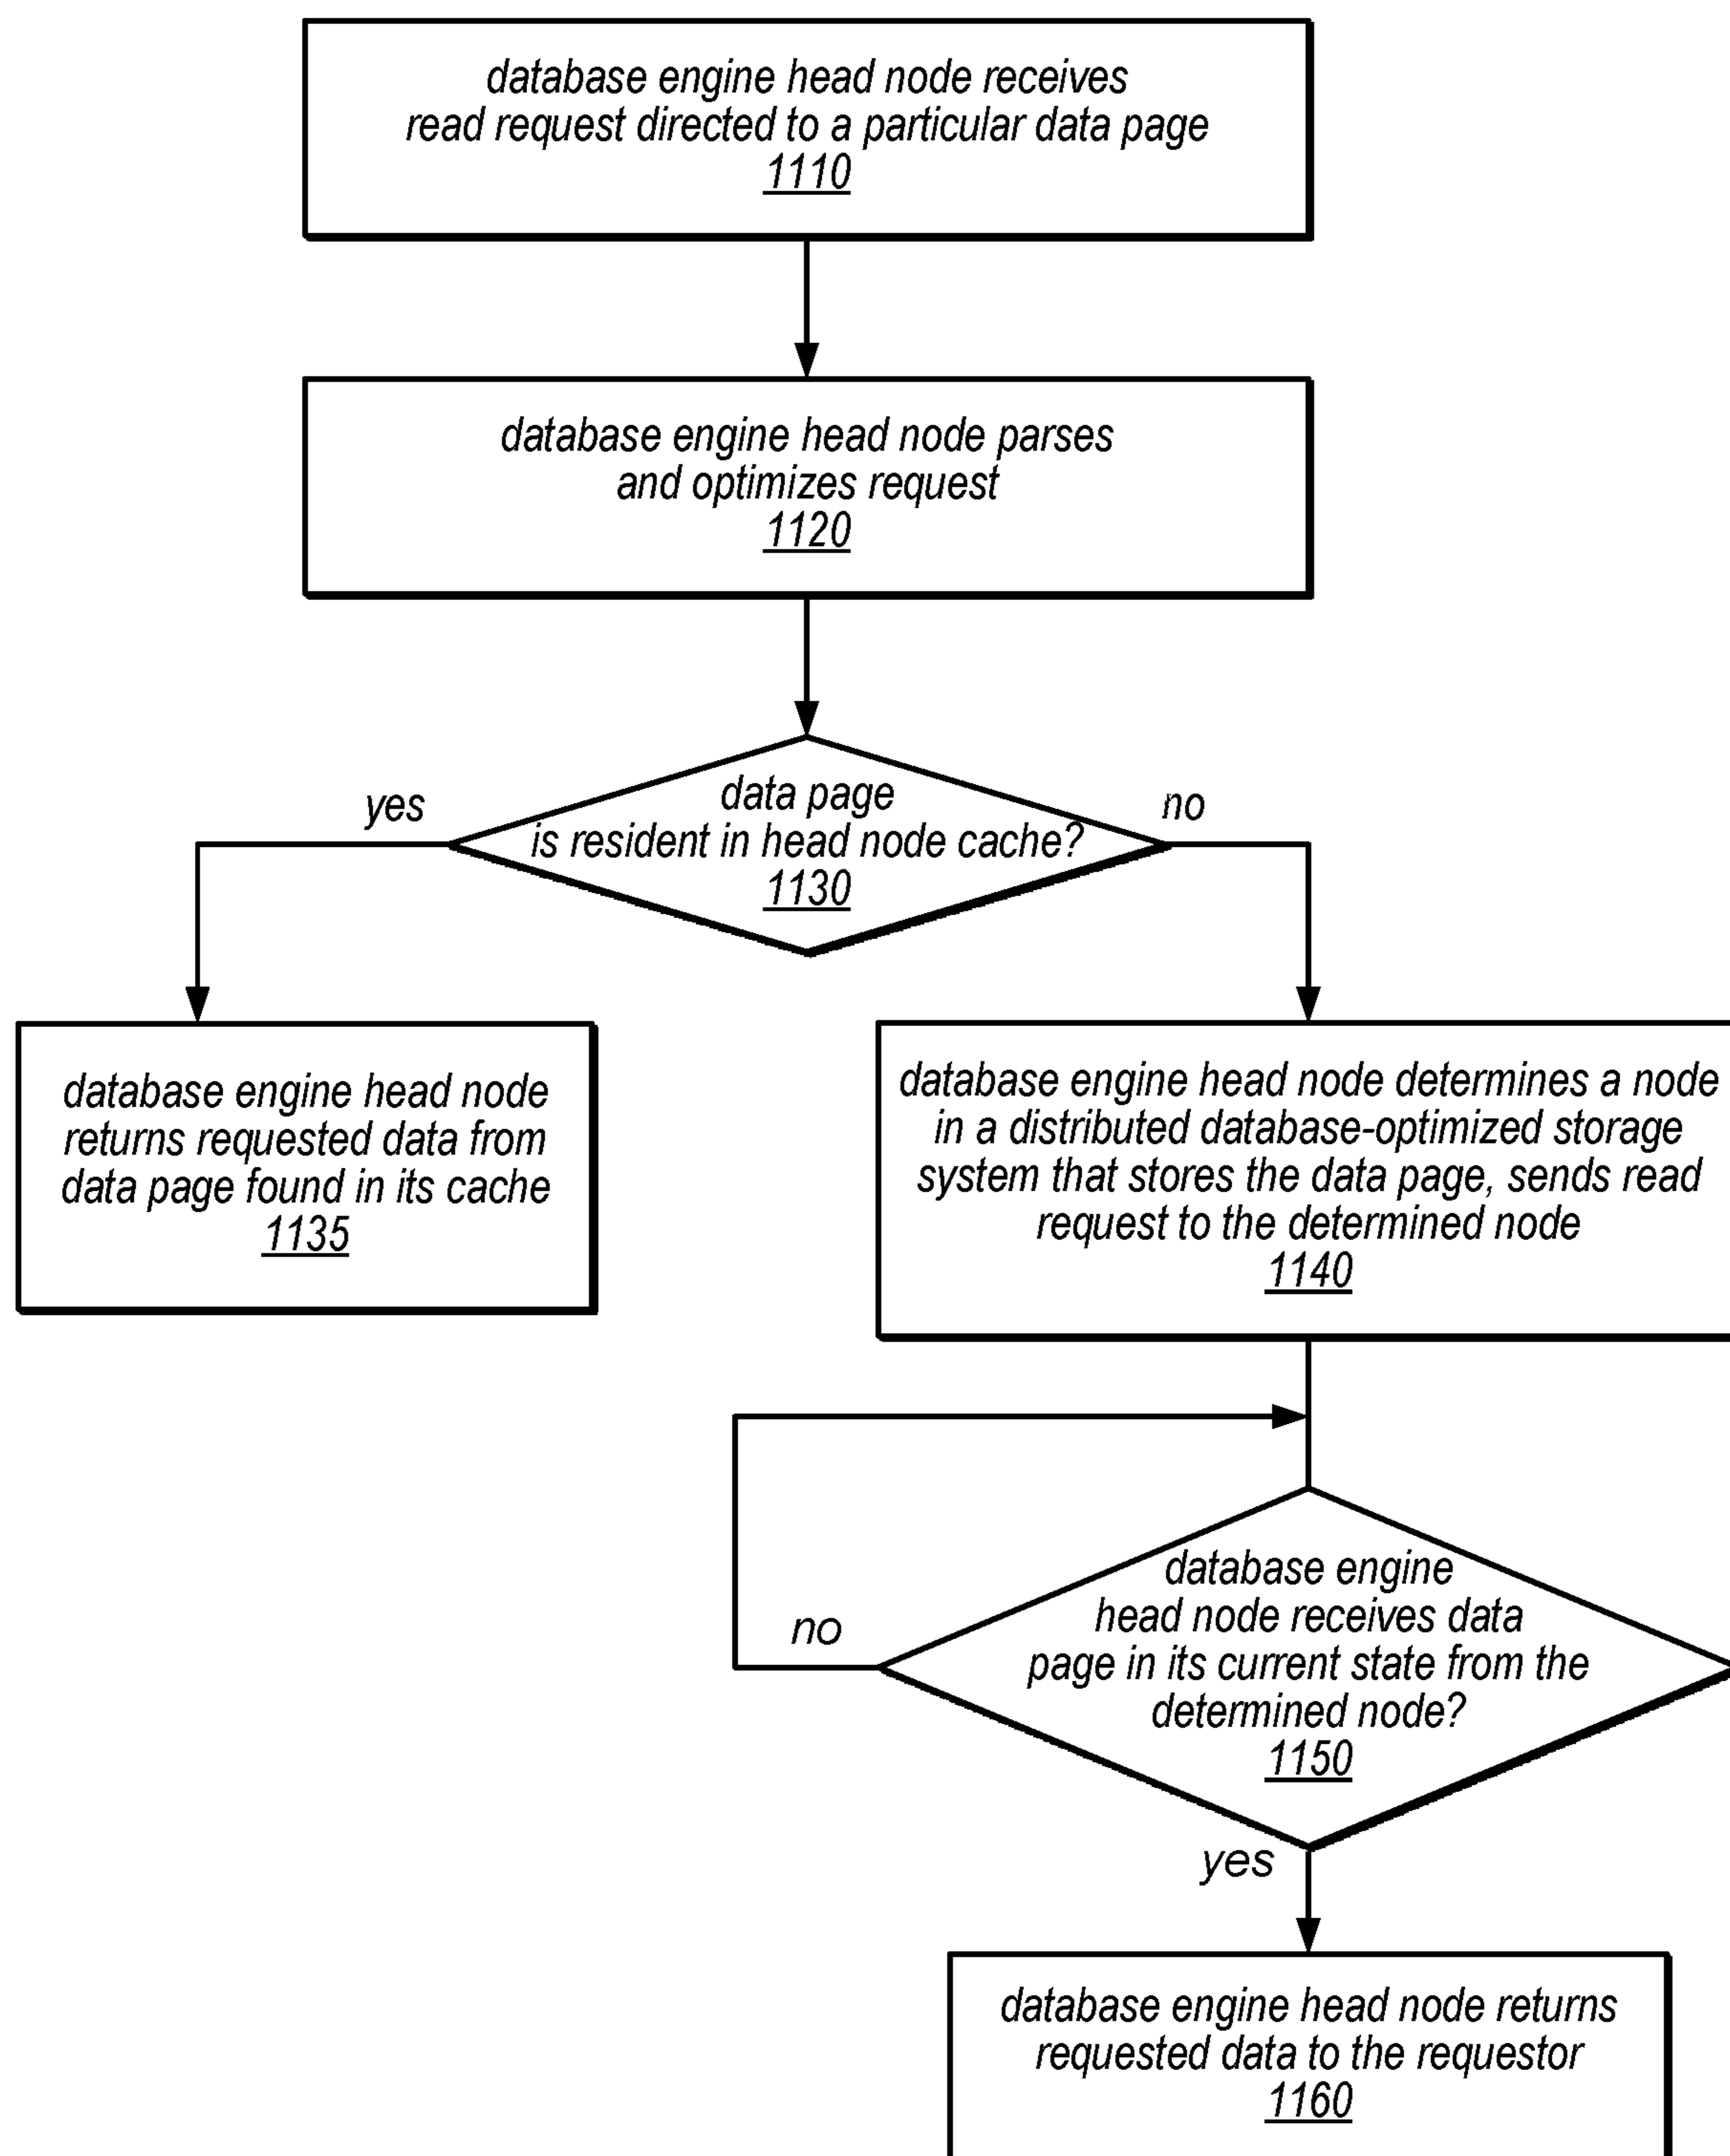 database engine head node receives
read request directed to a particular data page
1110
database engine head node parses
and optimizes request
1120
data page
is resident in head node cache?
1130
yes
no
database engine head node
returns requested data from
data page found in its cache
1135
database engine head node determines a node
in a distributed database-optimized storage
system that stores the data page, sends read
request to the determined node
1140
database engine
head node receives data
page in its current state from the
determined node?
1150
no
yes
database engine head node returns
requested data to the requestor
1160